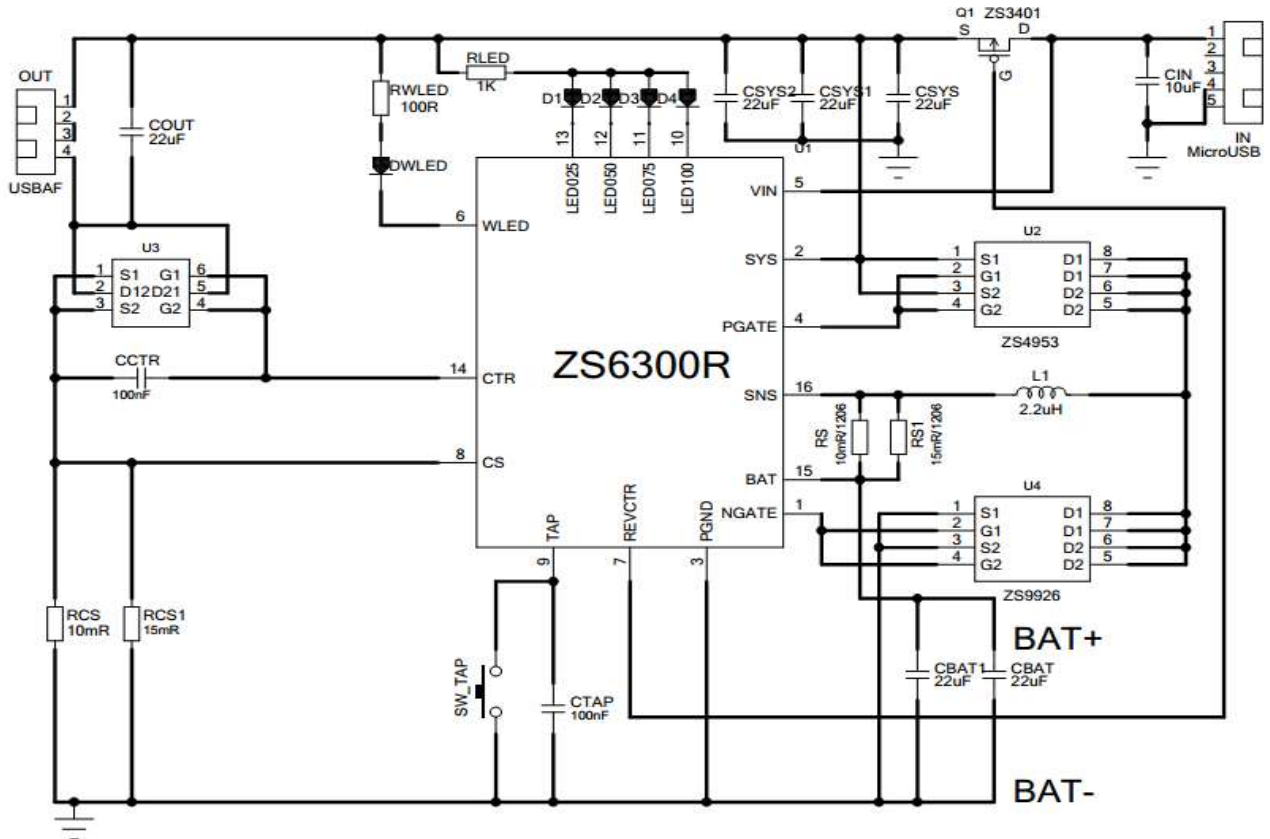 Q1 ZS3401
S D
G
OUT
1
2
3
4
USBAF
COUT
22uF
RWLED
100R
DWLED
RLED
1K
D1 D2 D3 D4
13 12 11 10
LED025 LED050 LED075 LED100
CSYS2
22uF
CSYS1
22uF
CSYS
22uF
CIN
10uF
1
2
3
4
5
IN
MicroUSB
U1
VIN 5
6 WLED
SYS 2
PGATE 4
ZS6300R
14 CTR
SNS 16
8 CS
BAT 15
NGATE 1
TAP
9
REVCTR
7
PGND
3
U3
1 S1 G1 6
2 D12 D21 5
3 S2 G2 4
CCTR
100nF
U2
1 S1 D1 8
2 G1 D1 7
3 S2 D2 6
4 G2 D2 5
ZS4953
L1
2.2uH
RS
10mR/1206
RS1
15mR/1206
U4
1 S1 D1 8
2 G1 D1 7
3 S2 D2 6
4 G2 D2 5
ZS9926
RCS
10mR
RCS1
15mR
SW_TAP
CTAP
100nF
BAT+
CBAT1
22uF
CBAT
22uF
BAT-